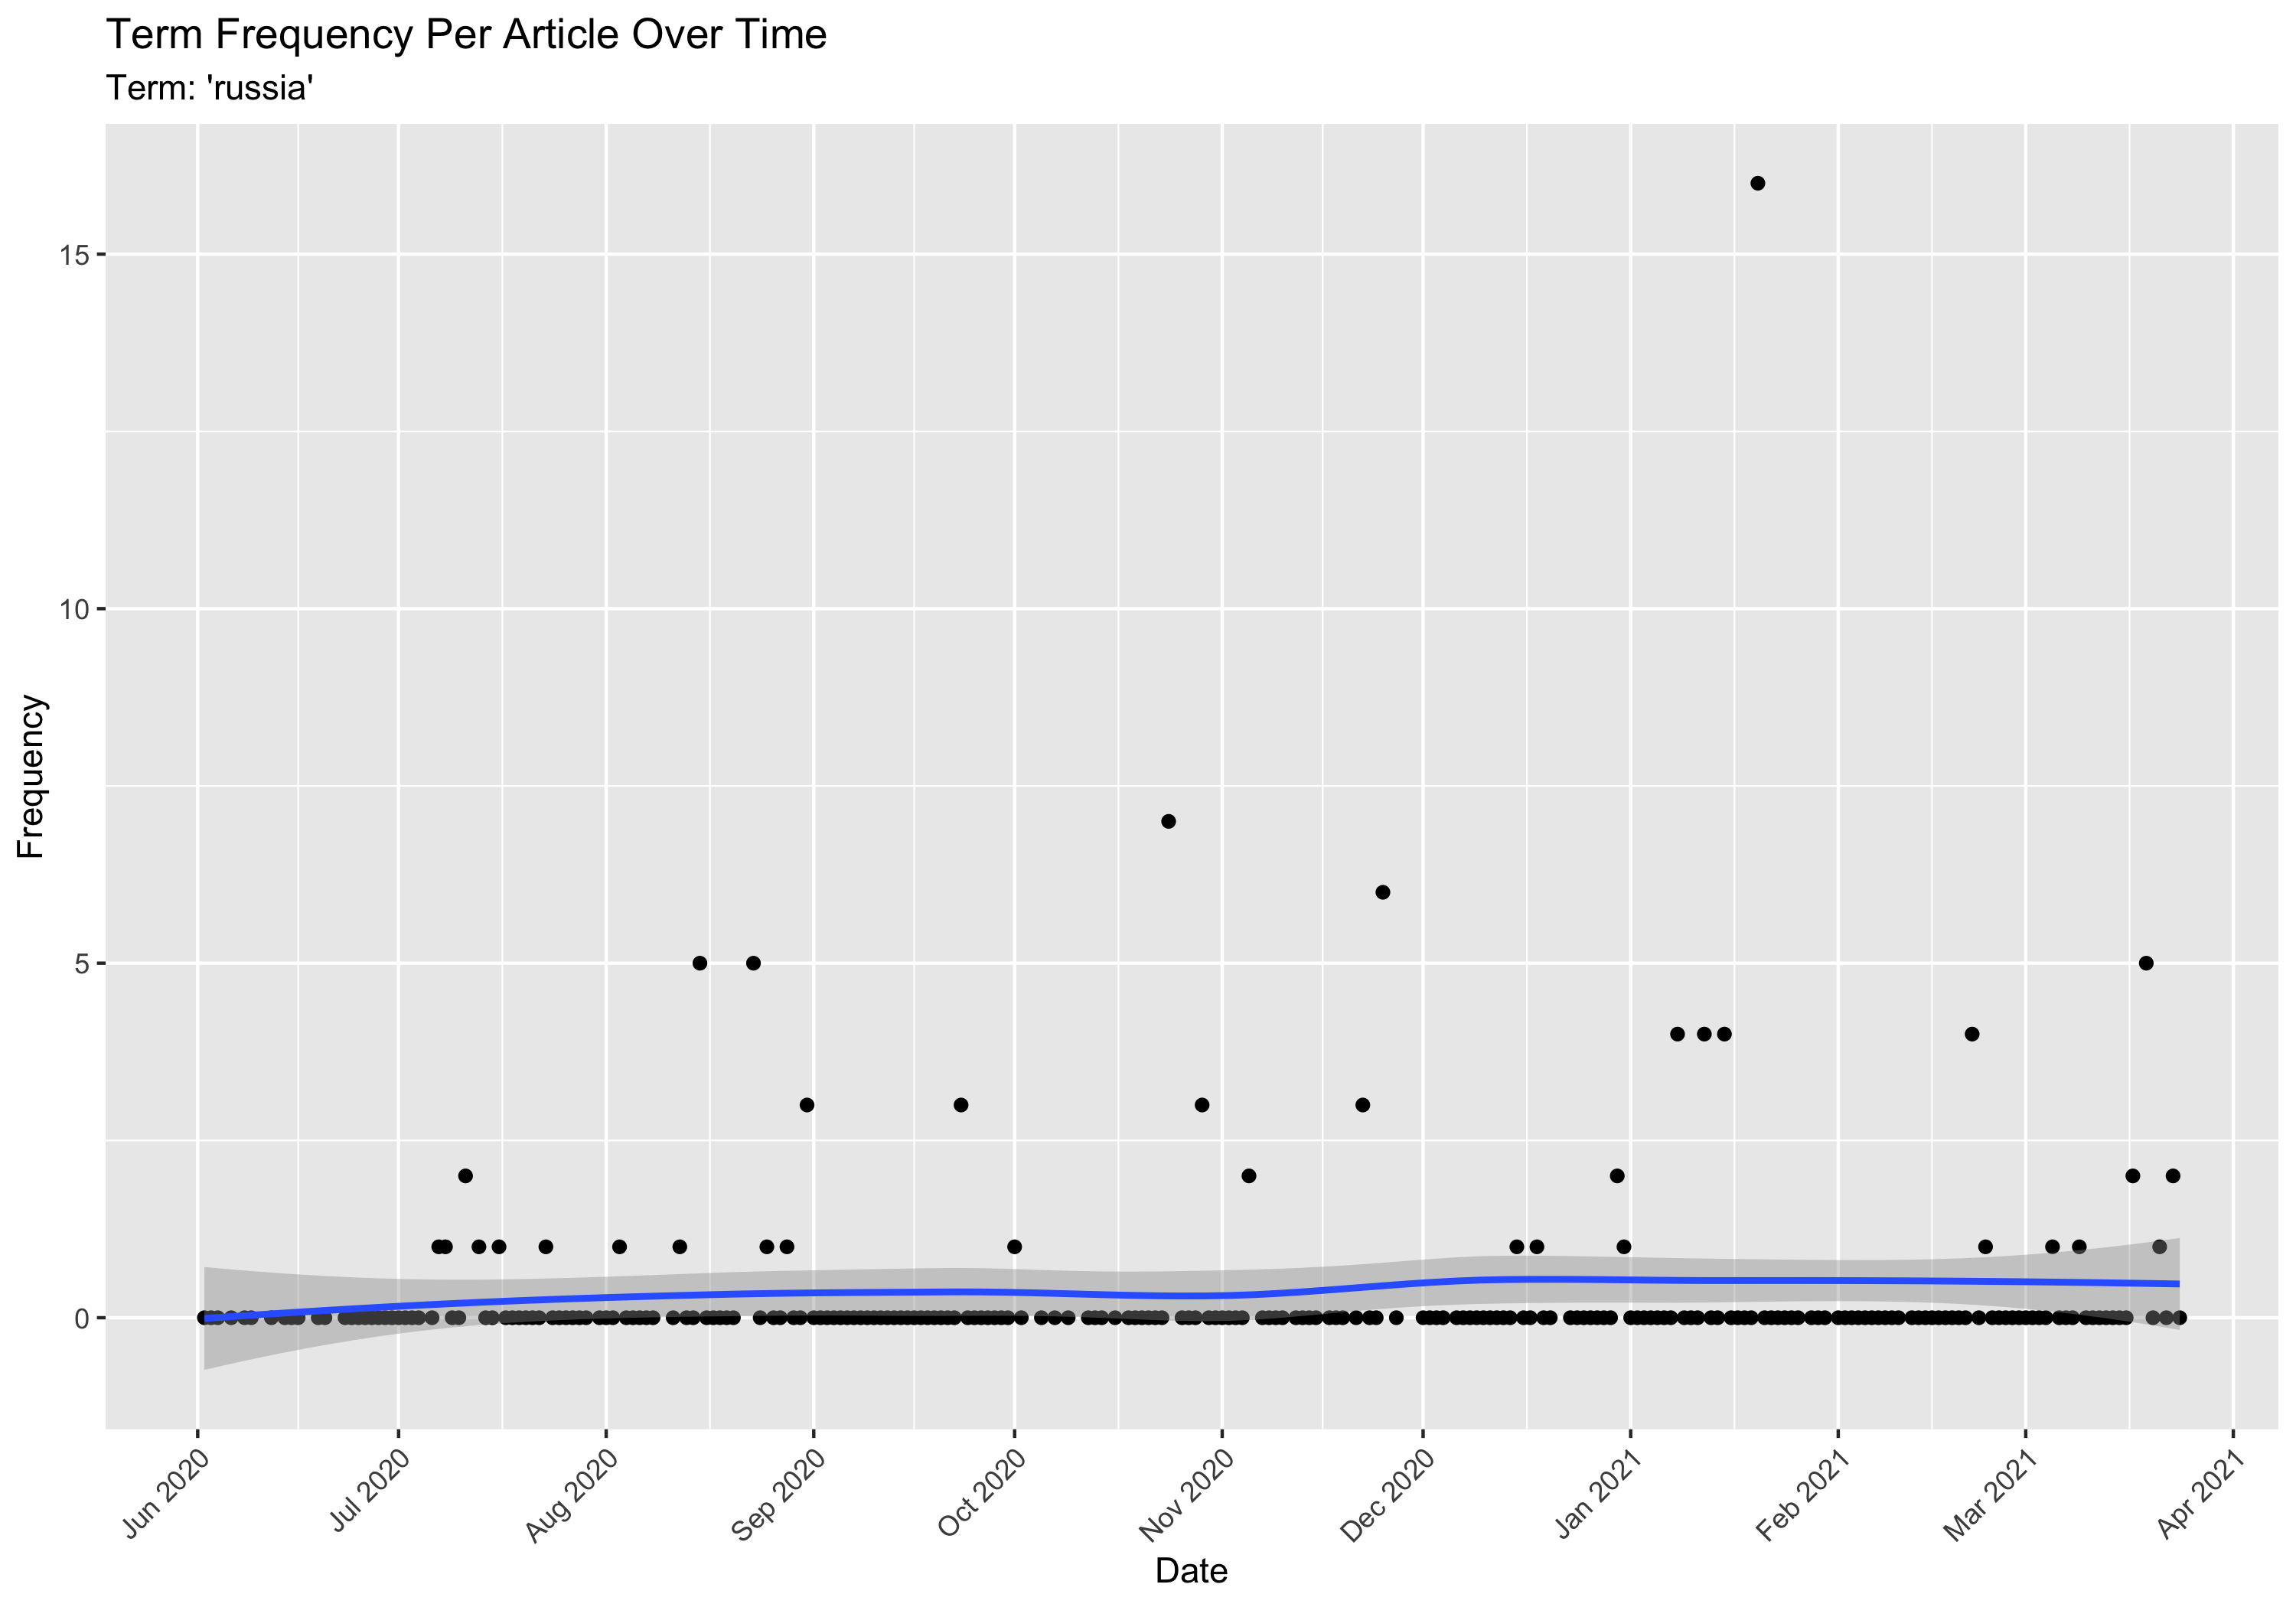 Term Frequency Per Article Over Time
Term: 'russia'
15
10
5
0
Frequency
Jun 2020
Jul 2020
Aug 2020
Sep 2020
Oct 2020
Nov 2020
Dec 2020
Jan 2021
Feb 2021
Mar 2021
Apr 2021
Date